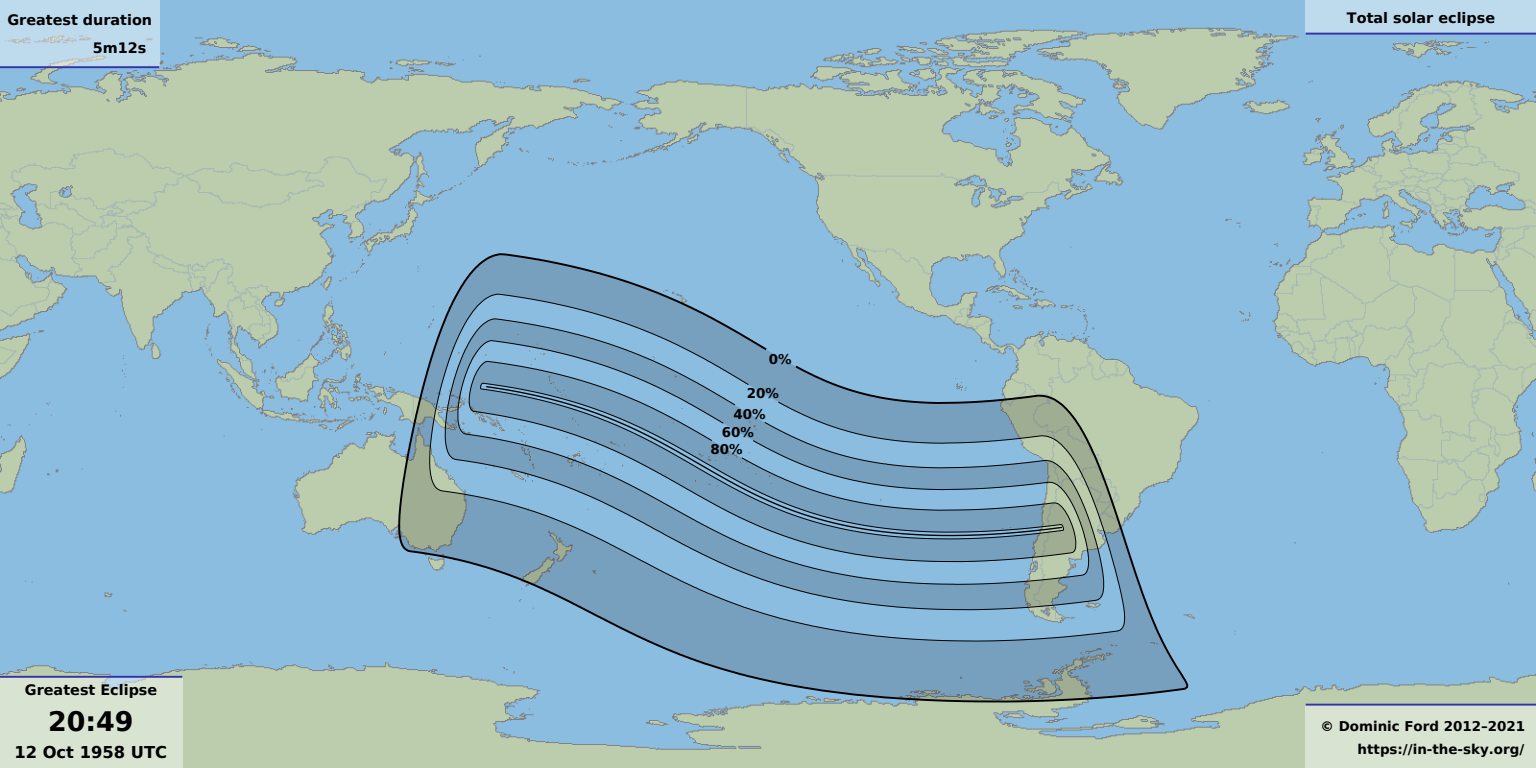 Greatest duration
5m12s
Total solar eclipse
0%
20%
40%
60%
80%
Greatest Eclipse
20:49
12 Oct 1958 UTC
© Dominic Ford 2012–2021
https://in-the-sky.org/